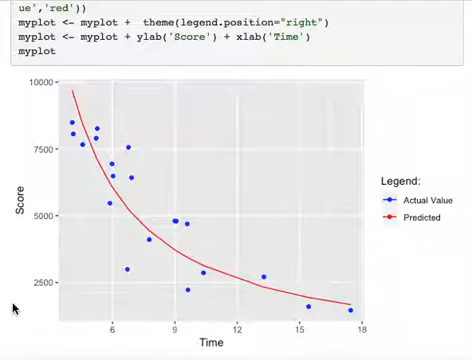 ue','red'))
myplot <- myplot +  theme(legend.position="right")
myplot <- myplot + ylab('Score') + xlab('Time')
myplot
10000
7500
5000
2500
Score
6 9 12 15 18
Time
Legend:
Actual Value
Predicted